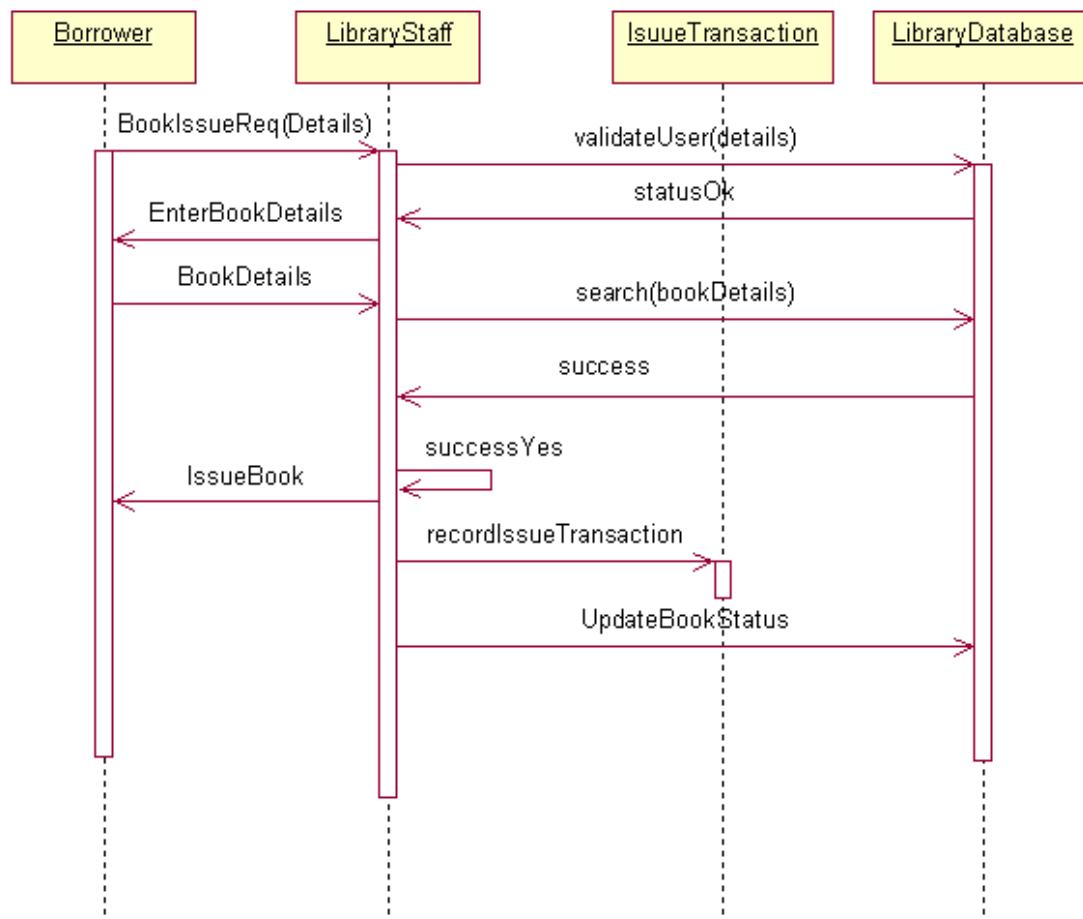 Borrower
LibraryStaff
IsuueTransaction
LibraryDatabase
BookIssueReq(Details)
validateUser(details)
statusOk
EnterBookDetails
BookDetails
search(bookDetails)
success
successYes
IssueBook
recordIssueTransaction
UpdateBookStatus